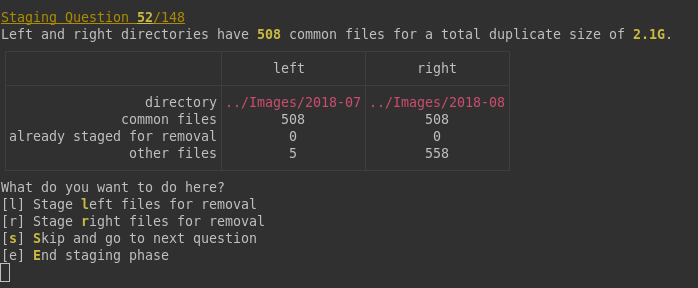 Staging Question 52/148
Left and right directories have 508 common files for a total duplicate size of 2.1G.
left right
directory ../Images/2018-07 ../Images/2018-08
common files 508 508
already staged for removal 0 0
other files 5 558
What do you want to do here?
[l] Stage left files for removal
[r] Stage right files for removal
[s] Skip and go to next question
[e] End staging phase